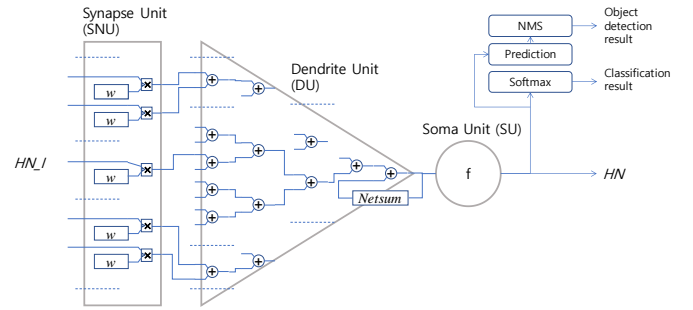 Synapse Unit
(SNU)
Object
detection
result
NMS
Prediction
Softmax
Classification
result
Dendrite Unit
(DU)
Soma Unit (SU)
w
w
w
w
w
HN_I
Netsum
f
HN